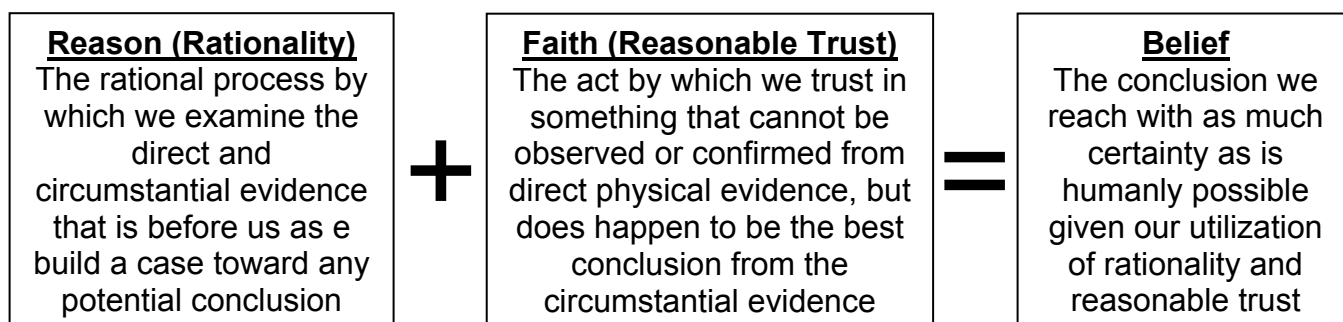 Reason (Rationality)
The rational process by
which we examine the
direct and
circumstantial evidence
that is before us as e
build a case toward any
potential conclusion
+
Faith (Reasonable Trust)
The act by which we trust in
something that cannot be
observed or confirmed from
direct physical evidence, but
does happen to be the best
conclusion from the
circumstantial evidence
=
Belief
The conclusion we
reach with as much
certainty as is
humanly possible
given our utilization
of rationality and
reasonable trust